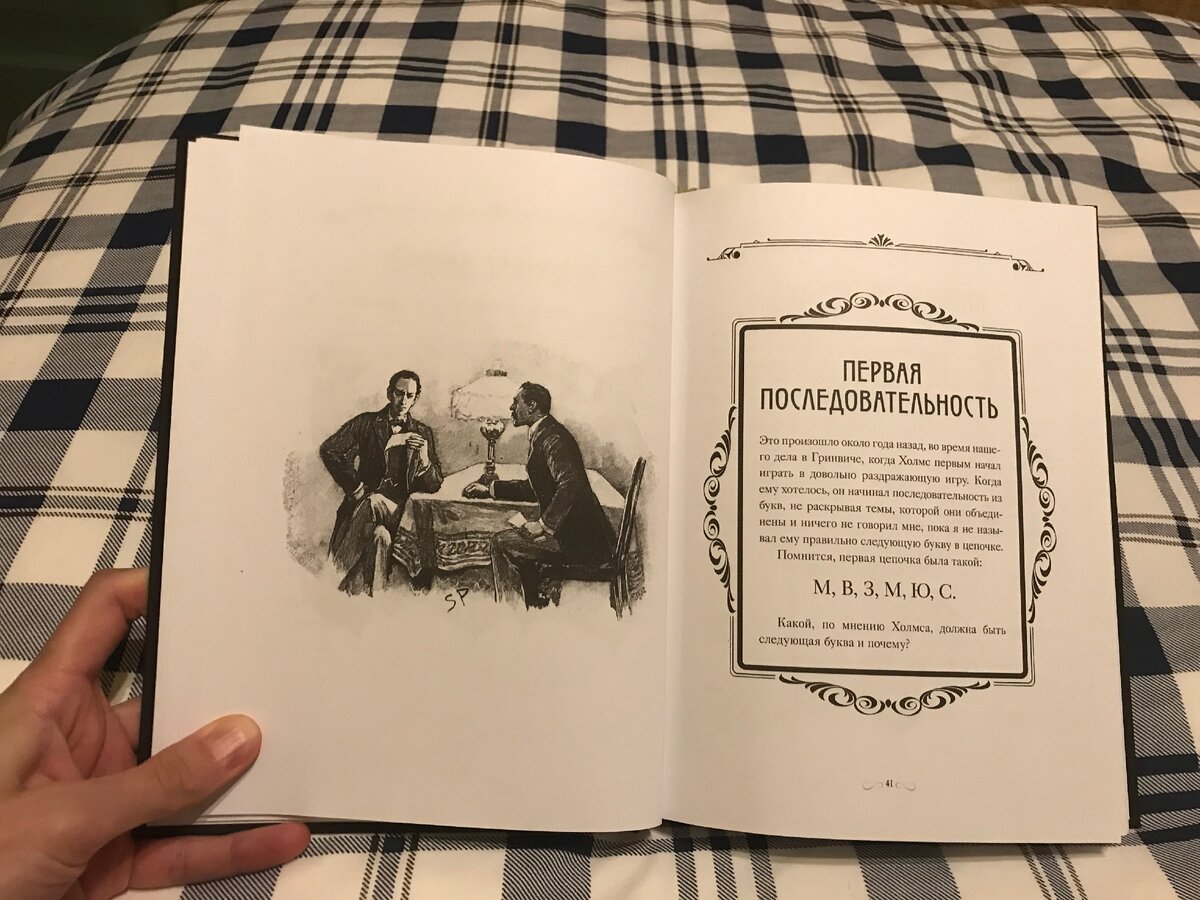 SP
ПЕРВАЯ
ПОСЛЕДОВАТЕЛЬНОСТЬ
Это произошло около года назад, во время наше-
го дела в Гринвиче, когда Холмс первым начал
играть в довольно раздражающую игру. Когда
ему хотелось, он начинал последовательность из
букв, не раскрывая темы, которой они объеди-
нены и ничего не говорил мне, пока я не назы-
вал ему правильно следующую букву в цепочке.
Помнится, первая цепочка была такой:
М, В, З, М, Ю, С.
Какой, по мнению Холмса, должна быть
следующая буква и почему?
41